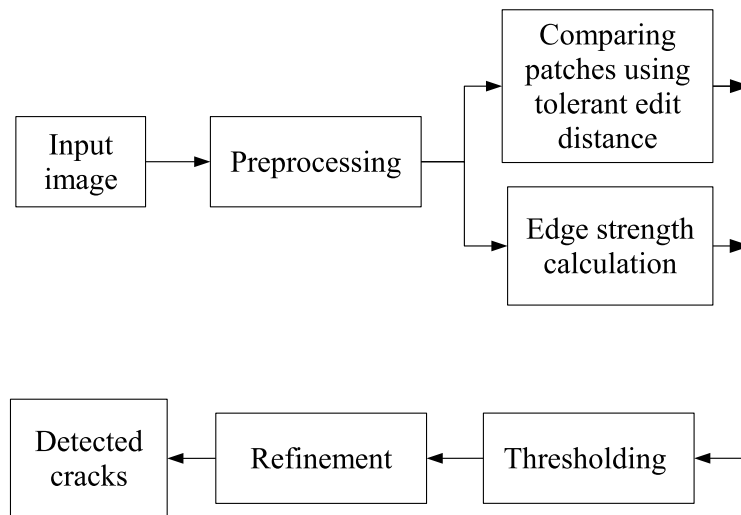 Input
image
Preprocessing
Comparing
patches using
tolerant edit
distance
Edge strength
calculation
Detected
cracks
Refinement
Thresholding